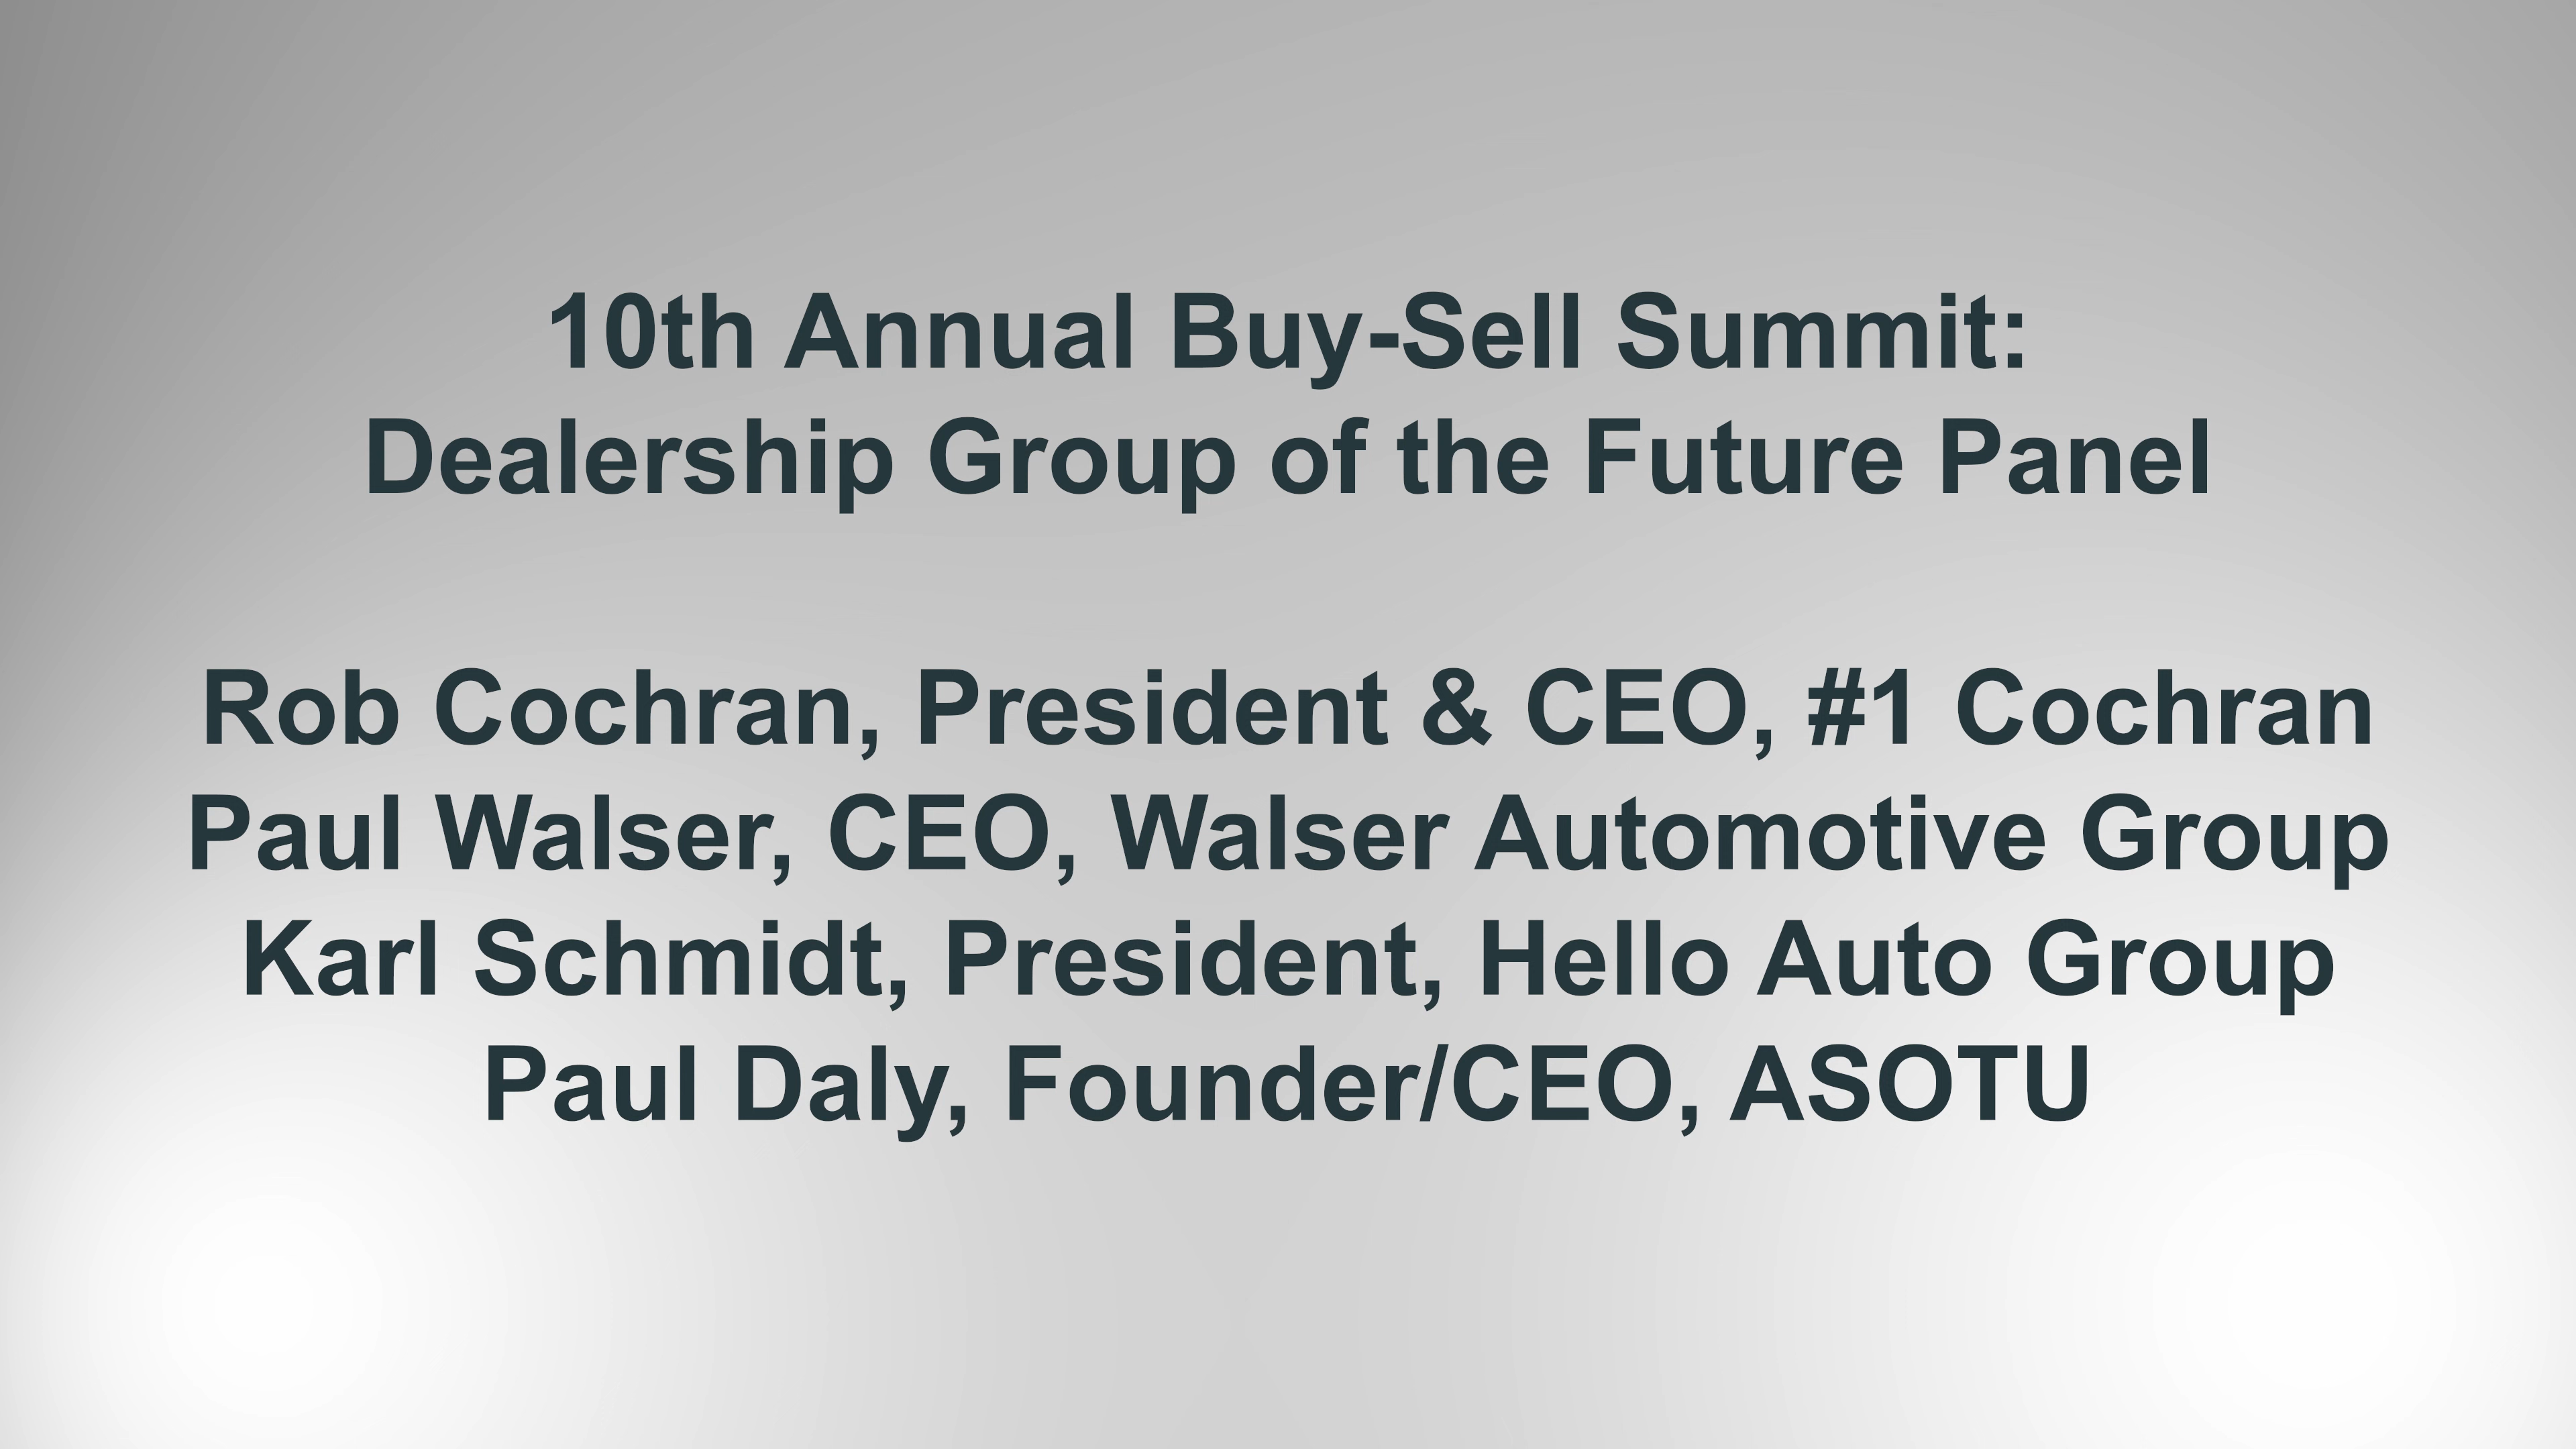 10th Annual Buy-Sell Summit:
Dealership Group of the Future Panel
Rob Cochran, President & CEO, #1 Cochran
Paul Walser, CEO, Walser Automotive Group
Karl Schmidt, President, Hello Auto Group
Paul Daly, Founder/CEO, ASOTU